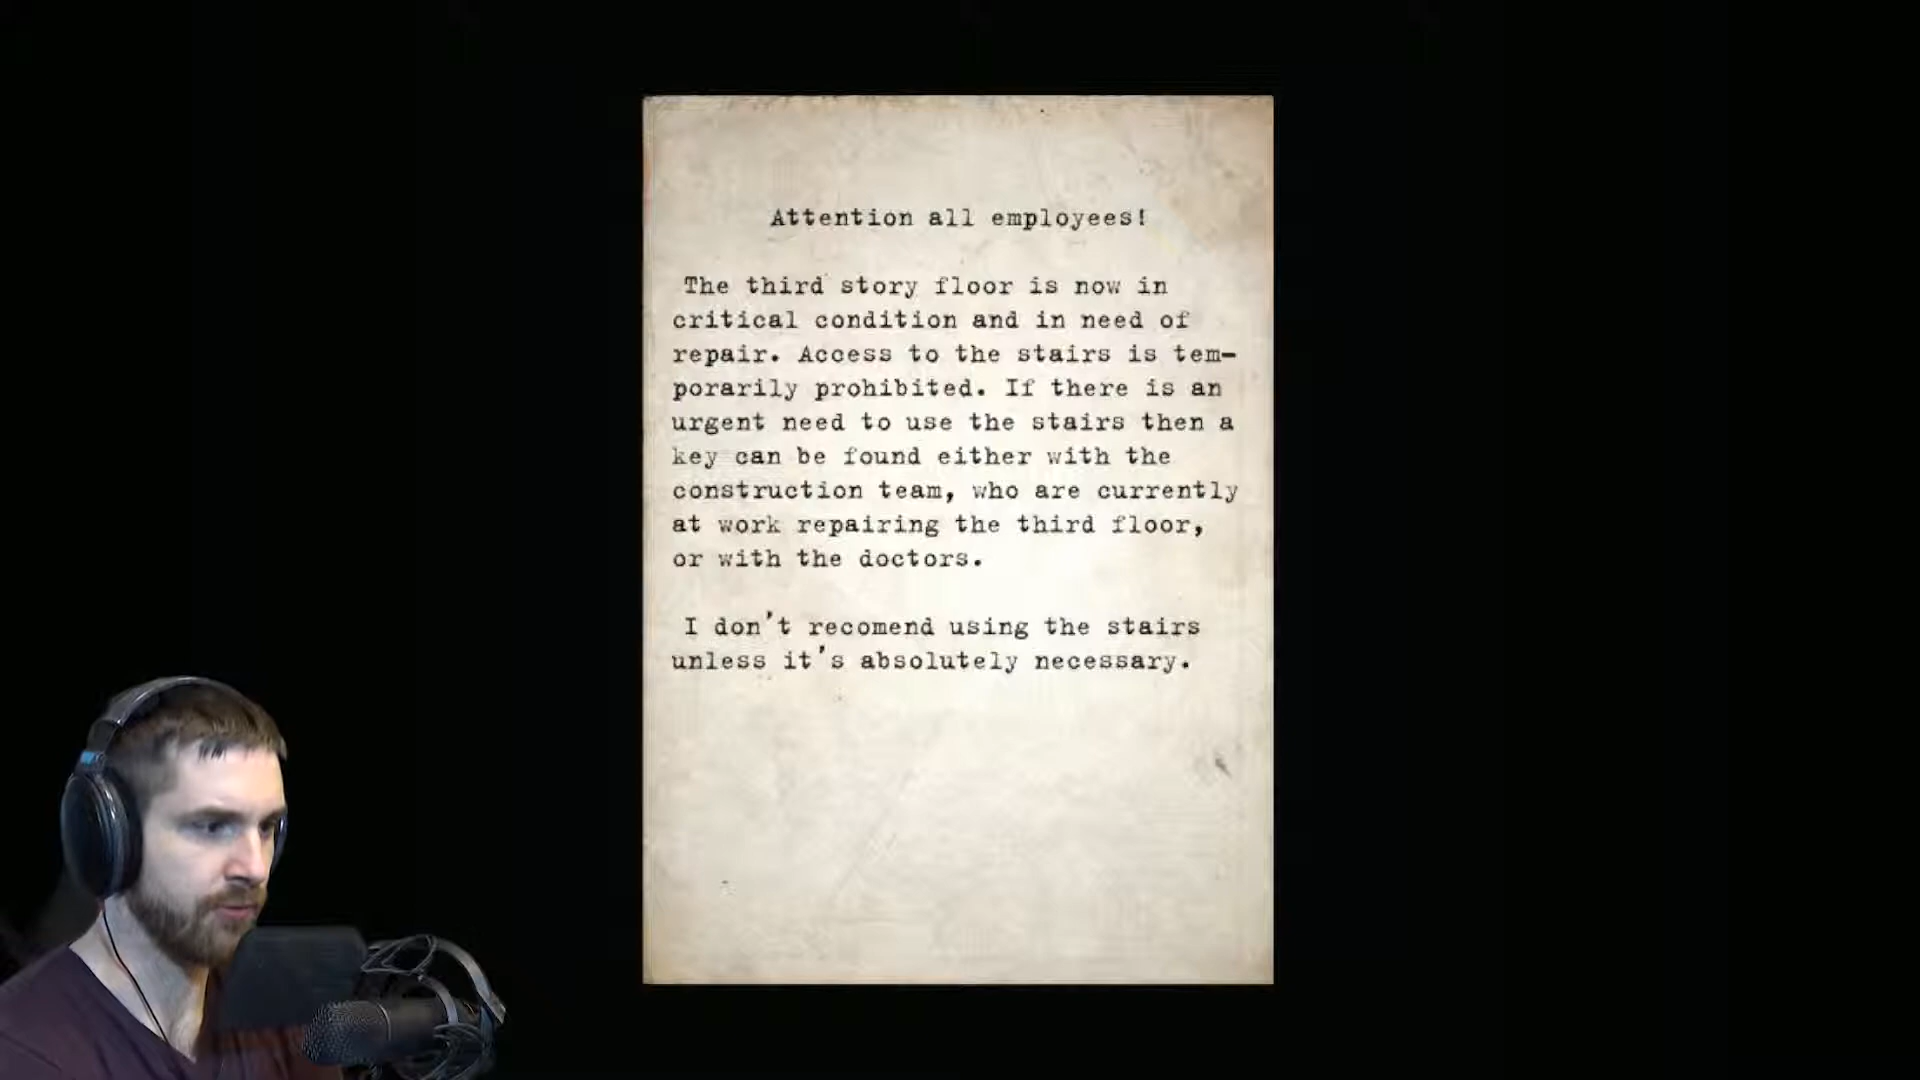 Attention all employees!
The third story floor is now in
critical condition and in need of
repair. Access to the stairs is tem-
porarily prohibited. If there is an
urgent need to use the stairs then a
key can be found either with the
construction team, who are currently
at work repairing the third floor,
or with the doctors.
I don't recomend using the stairs
unless it's absolutely necessary.